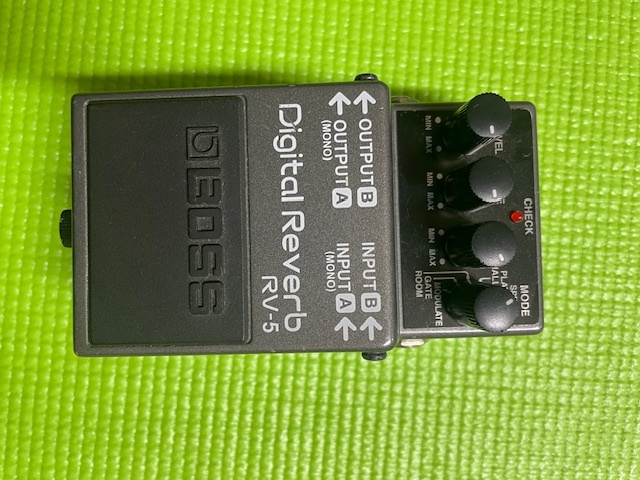 CHECK
MODE
MIN MAX
MIN MAX
MIN MAX
MODULATE
GATE
ROOM
OUTPUT B
INPUT B
OUTPUT A
(MONO)
INPUT A
(MONO)
Digital Reverb
RV-5
BOSS